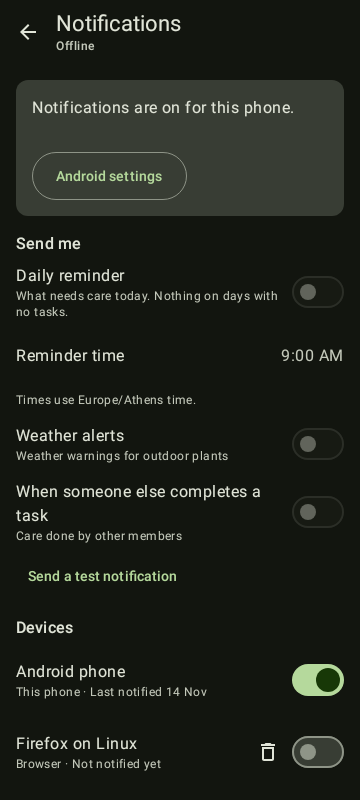 Notifications
Offline
Notifications are on for this phone.
Android settings
Send me
Daily reminder
What needs care today. Nothing on days with
no tasks.
Reminder time
9:00 AM
Times use Europe/Athens time.
Weather alerts
Weather warnings for outdoor plants
When someone else completes a
task
Care done by other members
Send a test notification
Devices
Android phone
This phone · Last notified 14 Nov
Firefox on Linux
Browser · Not notified yet